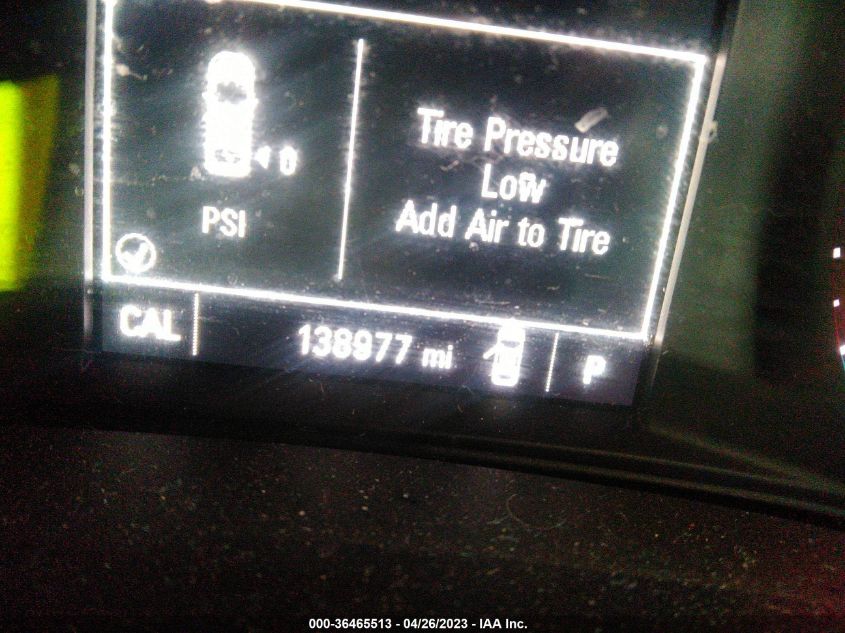 0
PSI
Tire Pressure
Low
Add Air to Tire
CAL
138977 mi
P
000-36465513 - 04/26/2023 - IAA Inc.